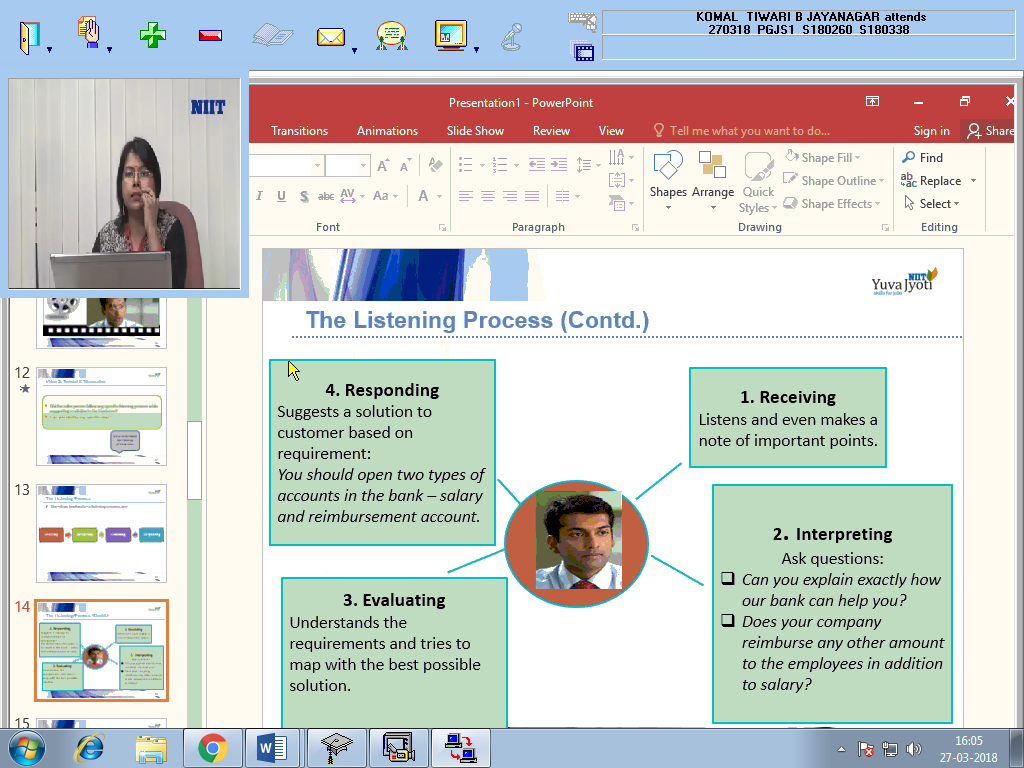 KOMAL TIWARI B JAYANAGAR attends
270318 PGJS1 S180260 S180338
NIIT
Presentation1 - PowerPoint
Transitions Animations Slide Show Review View Tell me what you want to do... Sign in Share
A A
I U S abc AV Aa A
Shapes Arrange Quick Styles
Shape Fill
Shape Outline
Shape Effects
Find
Replace
Select
Font Paragraph Drawing Editing
12
13
14
15
NIIT
Yuva Jyoti
skills for jobs
The Listening Process (Contd.)
4. Responding
Suggests a solution to
customer based on
requirement:
You should open two types of
accounts in the bank – salary
and reimbursement account.
1. Receiving
Listens and even makes a
note of important points.
2. Interpreting
Ask questions:
Can you explain exactly how
our bank can help you?
Does your company
reimburse any other amount
to the employees in addition
to salary?
3. Evaluating
Understands the
requirements and tries to
map with the best possible
solution.
16:05
27-03-2018